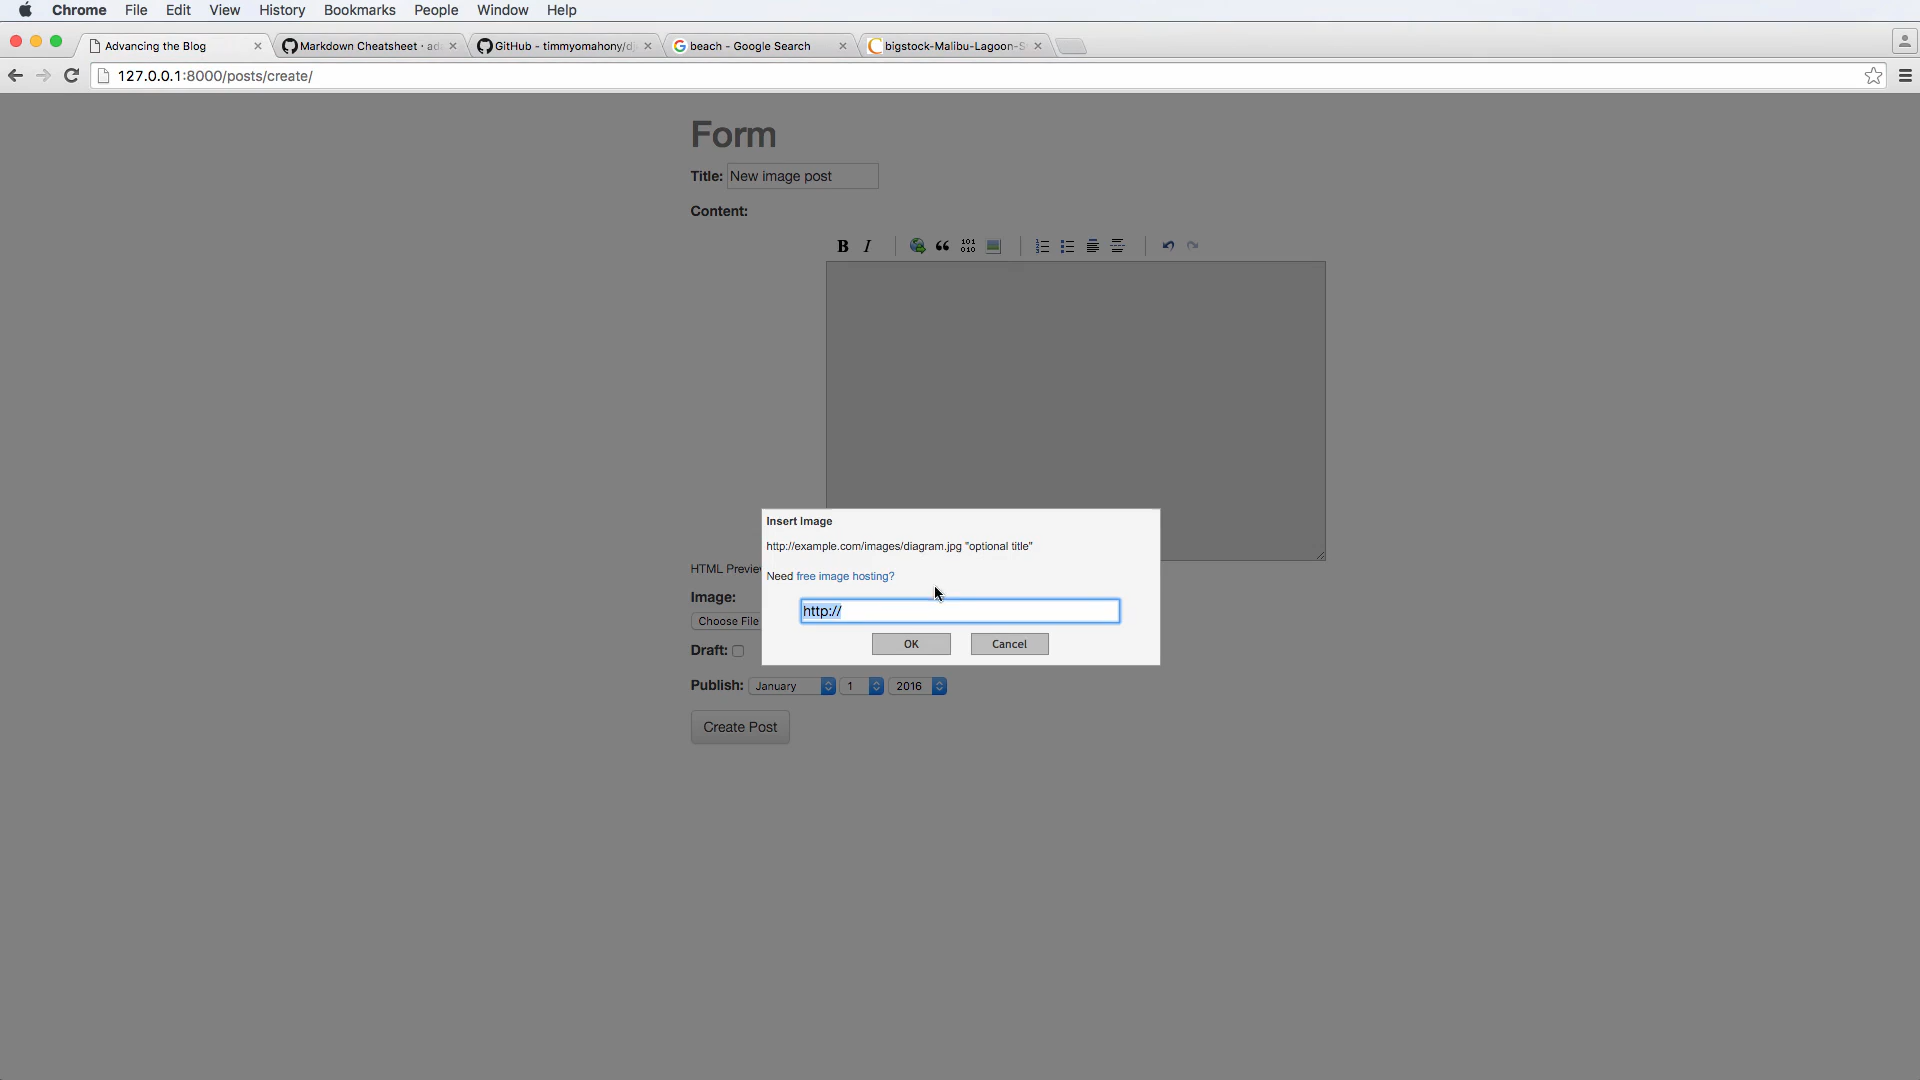 Chrome File Edit View History Bookmarks People Window Help
Advancing the Blog Markdown Cheatsheet · ad GitHub - timmyomahony/d beach - Google Search bigstock-Malibu-Lagoon-S
127.0.0.1:8000/posts/create/
Form
Title: New image post
Content:
B I 101 010
Insert Image
http://example.com/images/diagram.jpg "optional title"
Need free image hosting?
http://
OK Cancel
HTML Preview
Image:
Choose File
Draft:
Publish: January 1 2016
Create Post